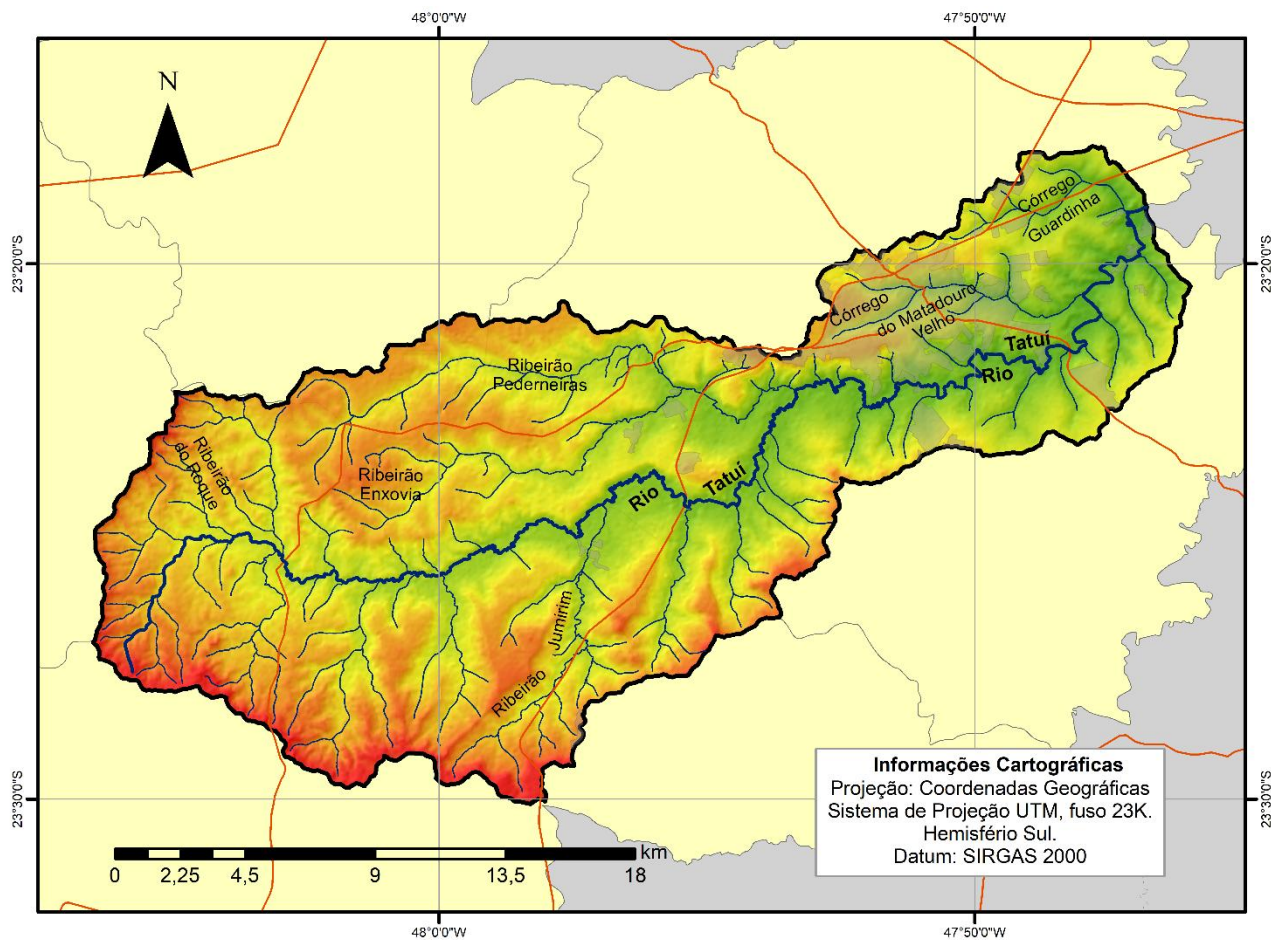 48°0'0"W
47°50'0"W
N
Córrego
Guardinha
23°20'0"S
23°20'0"S
Córrego
do Matadouro
Velho
Tatuí
Rio
Ribeirão
Pederneiras
Ribeirão
do Roque
Ribeirão
Enxovia
Rio
Tatuí
Jumirim
Ribeirão
Informações Cartográficas
Projeção: Coordenadas Geográficas
Sistema de Projeção UTM, fuso 23K.
Hemisfério Sul.
Datum: SIRGAS 2000
23°30'0"S
23°30'0"S
km
0 2,25 4,5 9 13,5 18
48°0'0"W
47°50'0"W